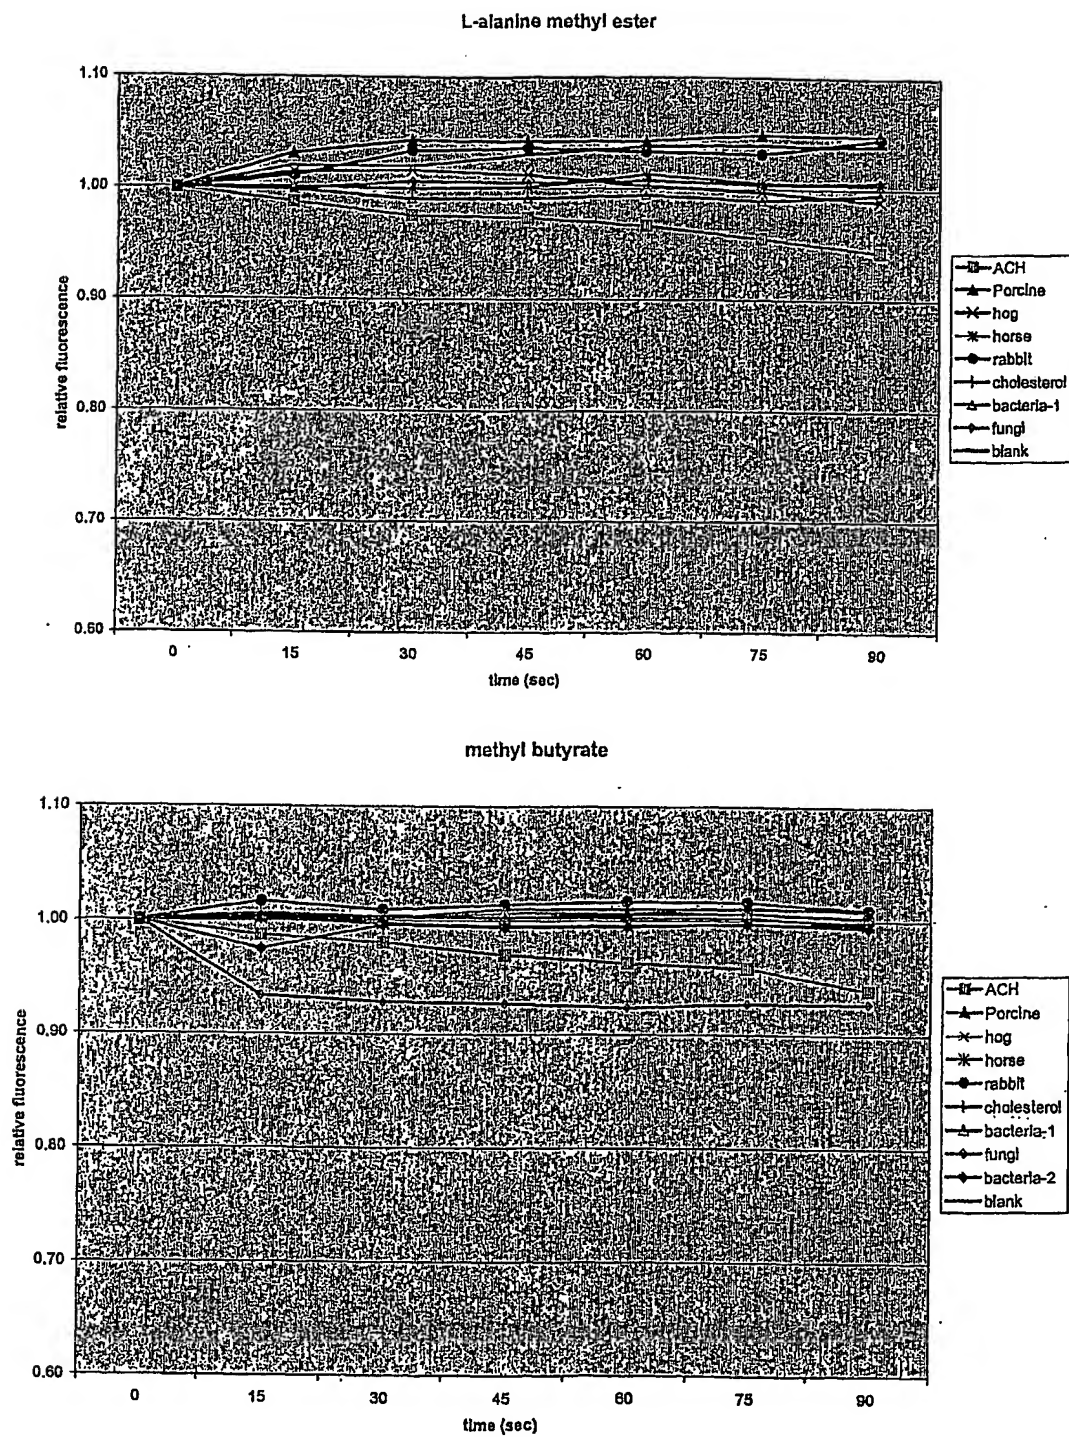 L-alanine methyl ester
1.10
1.00
0.90
0.80
0.70
0.60
relative fluorescence
0 15 30 45 60 75 90
time (sec)
ACH
Porcine
hog
horse
rabbit
cholesterol
bacteria-1
fungi
blank
methyl butyrate
1.10
1.00
0.90
0.80
0.70
0.60
relative fluorescence
0 15 30 45 60 75 90
time (sec)
ACH
Porcine
hog
horse
rabbit
cholesterol
bacteria-1
fungi
bacteria-2
blank